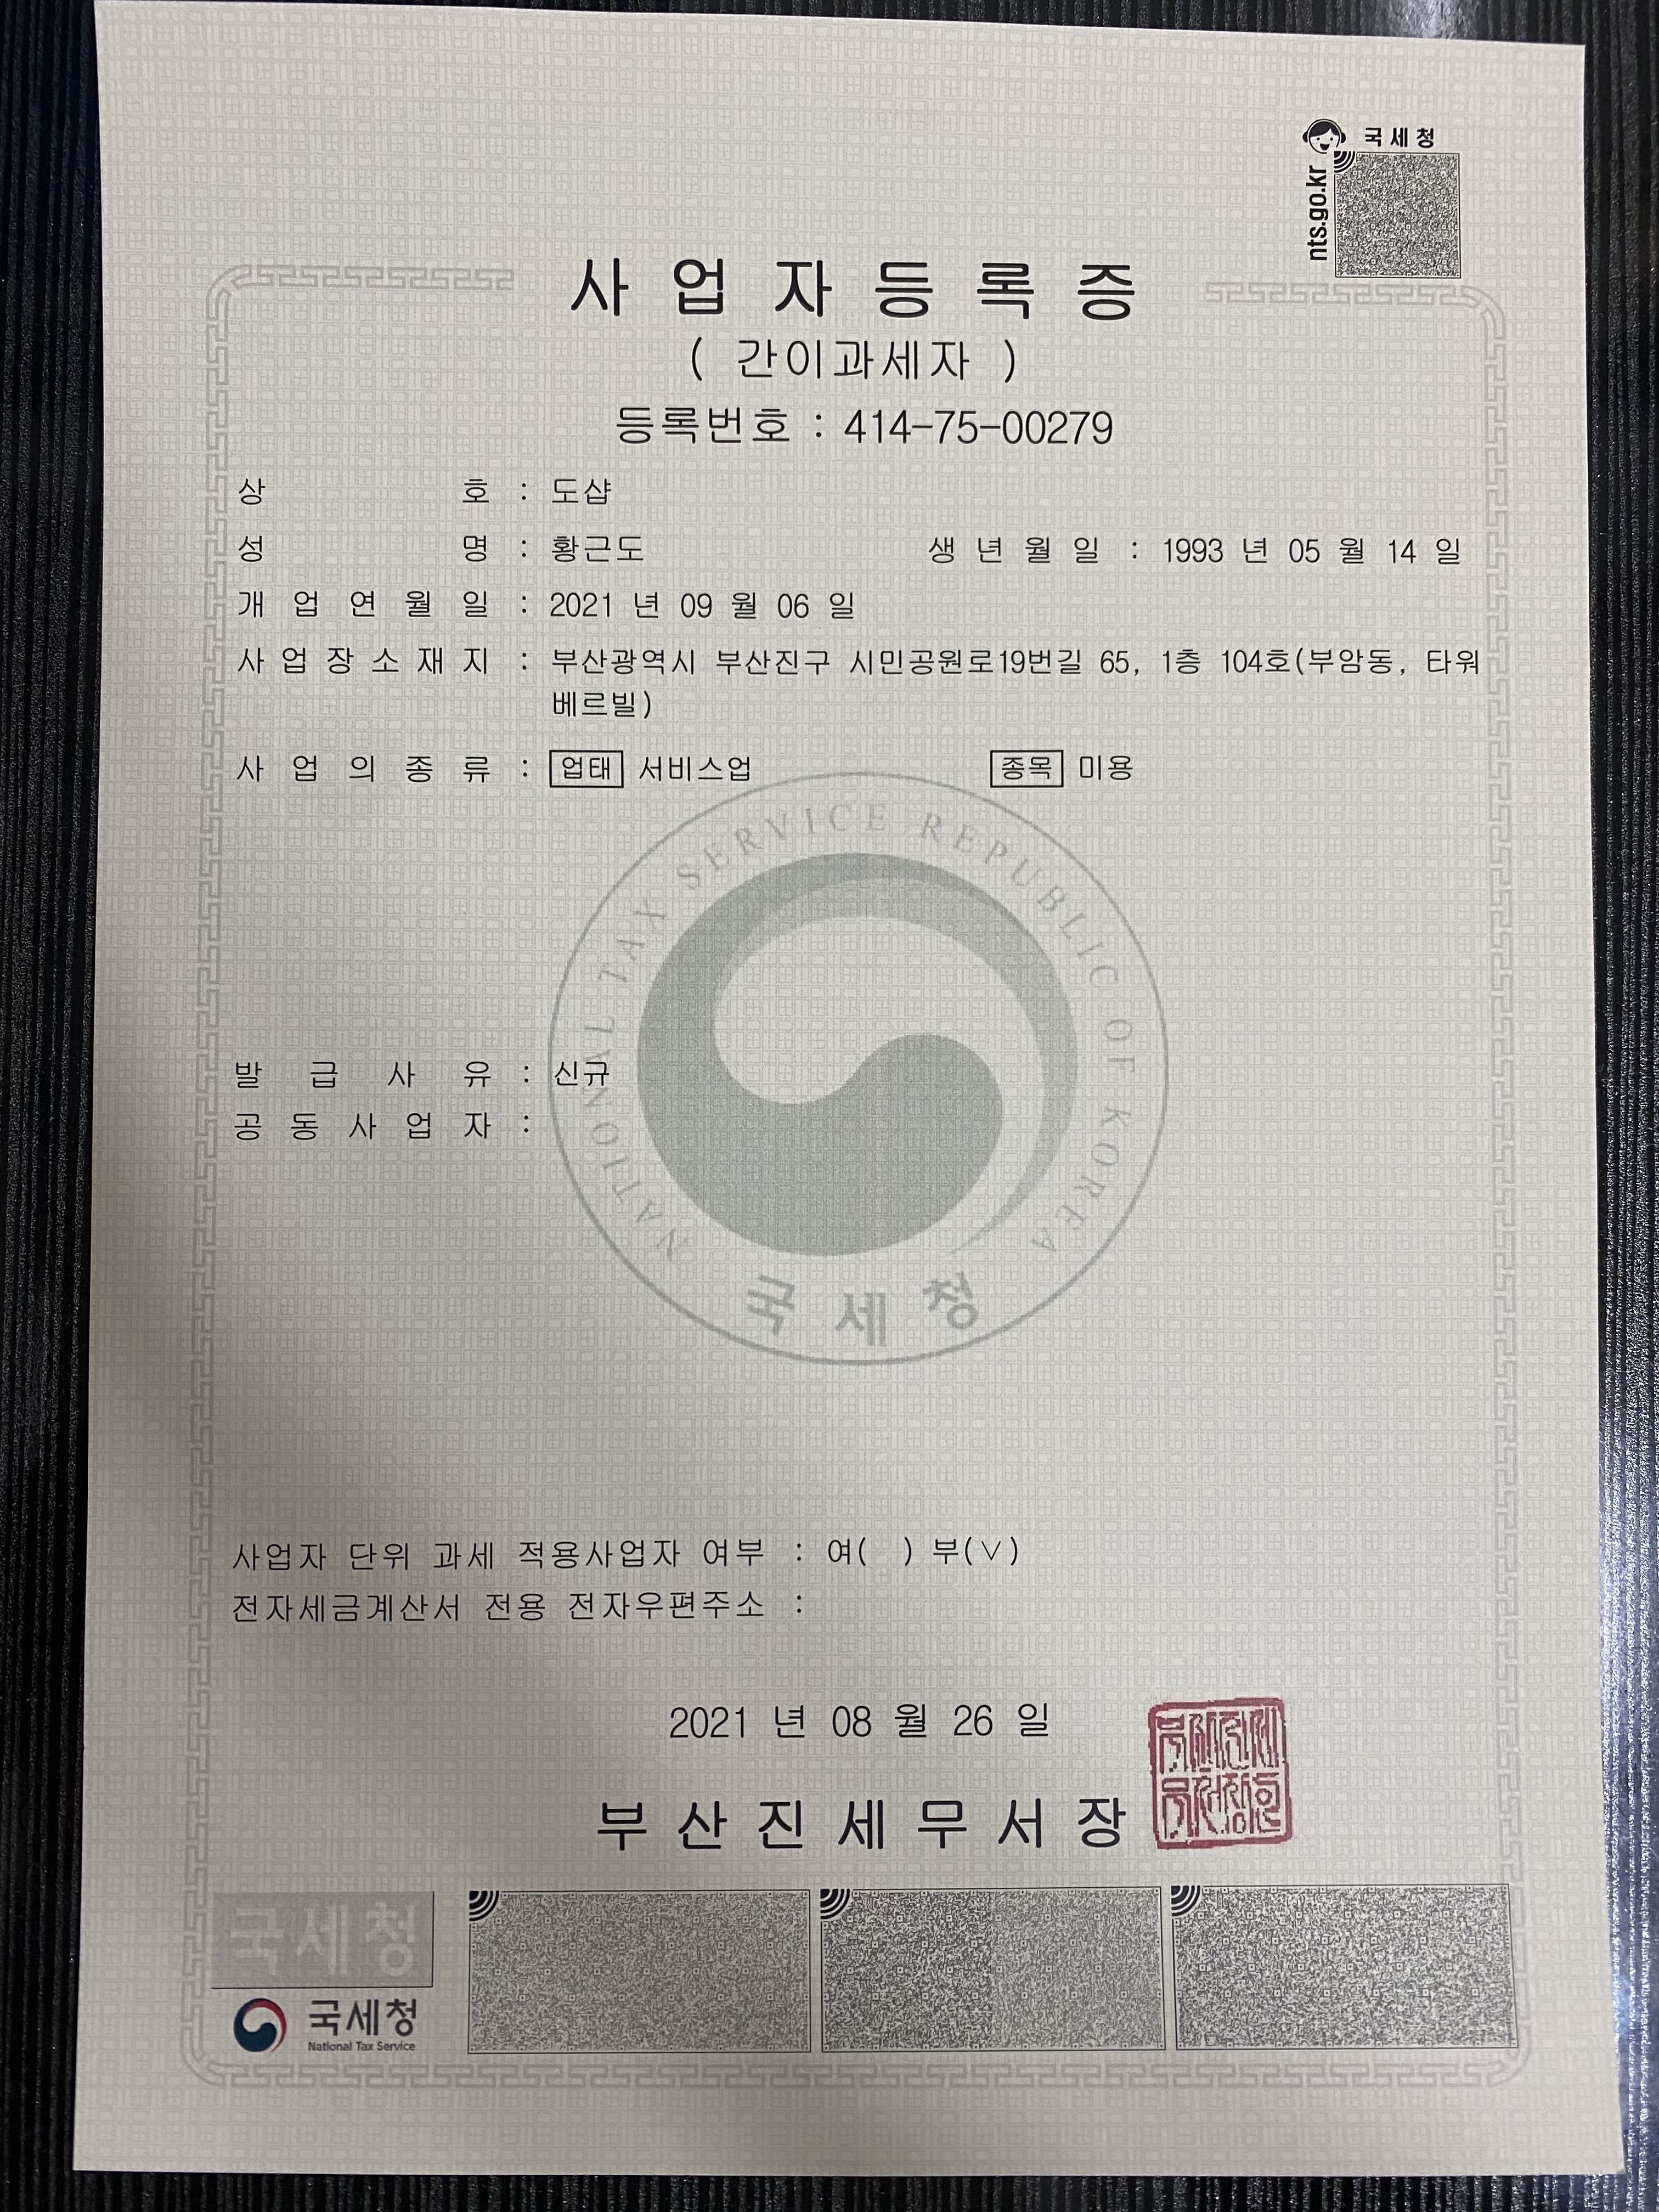 국세청
nts.go.kr
사업자등록증
( 간이과세자 )
등록번호 : 414-75-00279
상 호 : 도샵
성 명 : 황근도 생 년 월 일 : 1993 년 05 월 14 일
개 업 연 월 일 : 2021 년 09 월 06 일
사 업 장 소 재 지 : 부산광역시 부산진구 시민공원로19번길 65, 1층 104호(부암동, 타워
베르빌)
사 업 의 종 류 : 업태 서비스업 종목 미용
NATIONAL TAX SERVICE REPUBLIC OF KOREA
발 급 사 유 : 신규
공 동 사 업 자 :
국세청
사업자 단위 과세 적용사업자 여부 : 여( ) 부(∨)
전자세금계산서 전용 전자우편주소 :
2021 년 08 월 26 일
부산진세무서장
국세청
국세청
National Tax Service